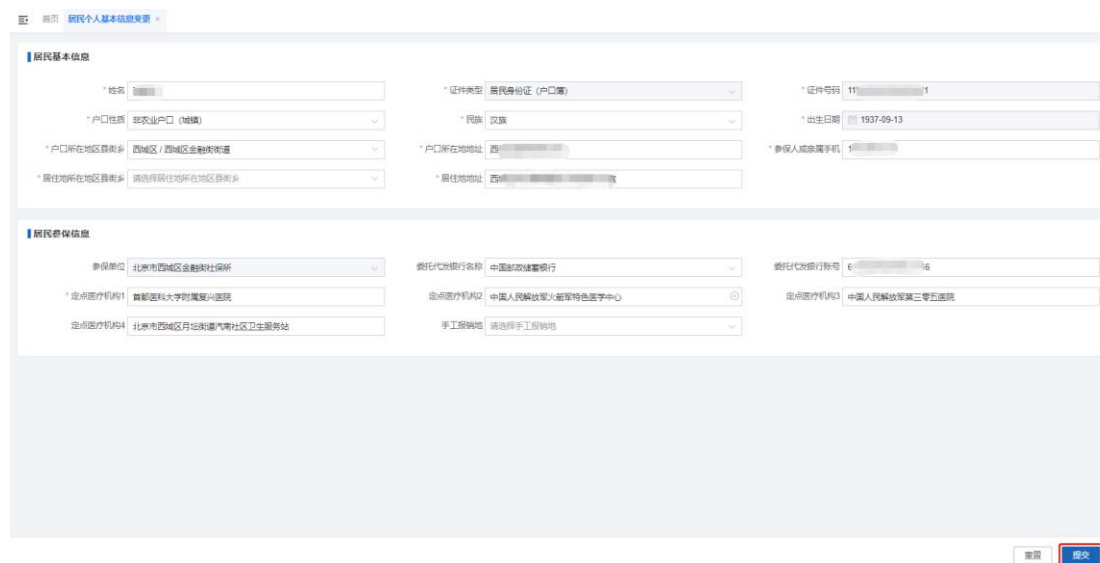 首页 居民个人基本信息变更 ×
居民基本信息
*姓名 *证件类型 居民身份证（户口簿） *证件号码 11 1
*户口性质 非农业户口（城镇） *民族 汉族 *出生日期 1937-09-13
*户口所在地区县街乡 西城区 / 西城区金融街街道 *户口所在地地址 西 *参保人或亲属手机 1
*居住地所在地区县街乡 请选择居住地所在地区县街乡 *居住地地址 西
居民参保信息
参保单位 北京市西城区金融街社保所 委托代发银行名称 中国邮政储蓄银行 委托代发银行账号 6 6
*定点医疗机构1 首都医科大学附属复兴医院 定点医疗机构2 中国人民解放军火箭军特色医学中心 定点医疗机构3 中国人民解放军第三零五医院
定点医疗机构4 北京市西城区月坛街道汽南社区卫生服务站 手工报销地 请选择手工报销地
重置 提交